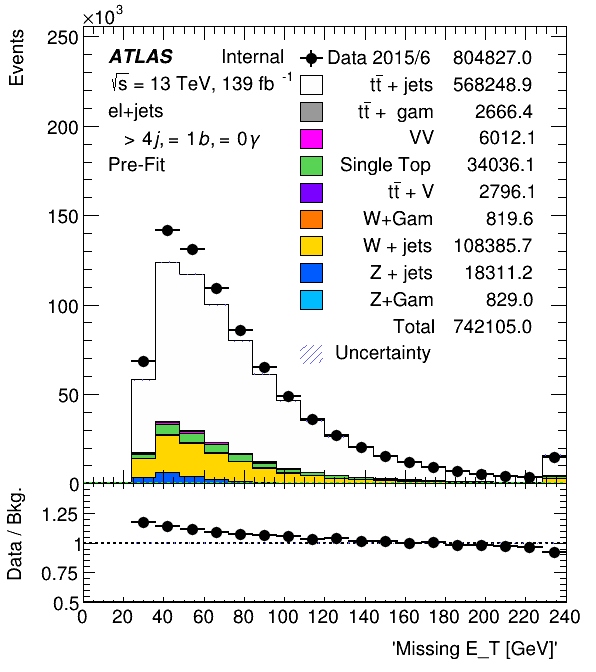 ×10³
Events
250
200
150
100
50
0
ATLAS Internal
√s = 13 TeV, 139 fb⁻¹
el+jets
> 4j, = 1b, = 0γ
Pre-Fit
Data 2015/6 804827.0
tt̄ + jets 568248.9
tt̄ + gam 2666.4
VV 6012.1
Single Top 34036.1
tt̄ + V 2796.1
W+Gam 819.6
W + jets 108385.7
Z + jets 18311.2
Z+Gam 829.0
Total 742105.0
Uncertainty
Data / Bkg.
1.25
1
0.75
0.5
0 20 40 60 80 100 120 140 160 180 200 220 240
'Missing E_T [GeV]'